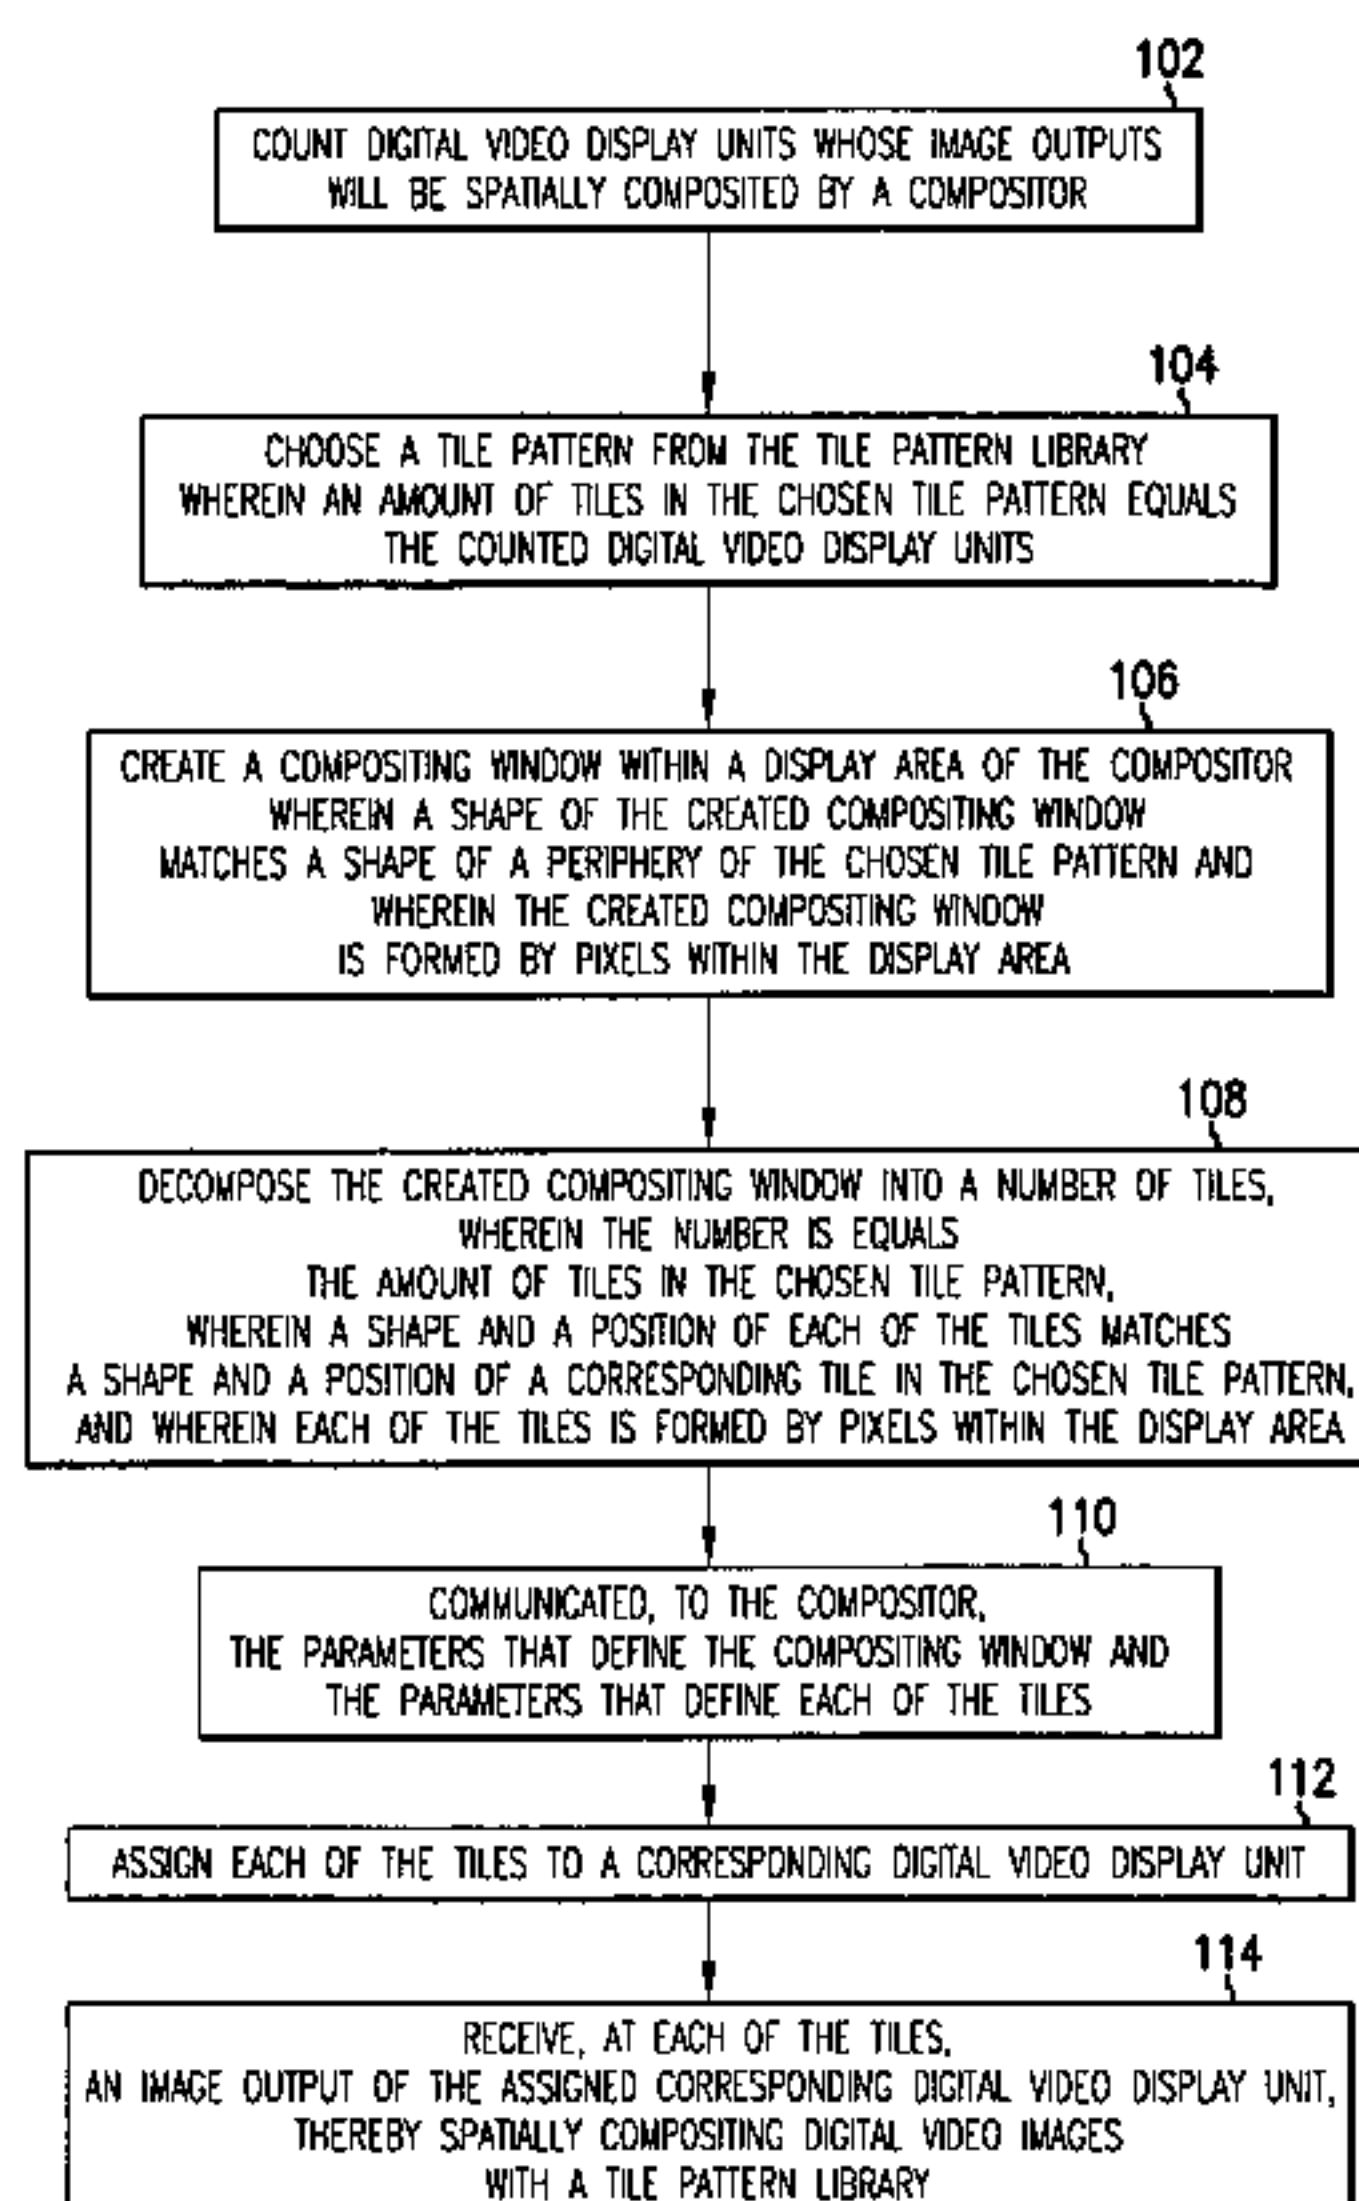 102
COUNT DIGITAL VIDEO DISPLAY UNITS WHOSE IMAGE OUTPUTS
WILL BE SPATIALLY COMPOSITED BY A COMPOSITOR
104
CHOOSE A TILE PATTERN FROM THE TILE PATTERN LIBRARY
WHEREIN AN AMOUNT OF TILES IN THE CHOSEN TILE PATTERN EQUALS
THE COUNTED DIGITAL VIDEO DISPLAY UNITS
106
CREATE A COMPOSITING WINDOW WITHIN A DISPLAY AREA OF THE COMPOSITOR
WHEREIN A SHAPE OF THE CREATED COMPOSITING WINDOW
MATCHES A SHAPE OF A PERIPHERY OF THE CHOSEN TILE PATTERN AND
WHEREIN THE CREATED COMPOSITING WINDOW
IS FORMED BY PIXELS WITHIN THE DISPLAY AREA
108
DECOMPOSE THE CREATED COMPOSITING WINDOW INTO A NUMBER OF TILES,
WHEREIN THE NUMBER IS EQUALS
THE AMOUNT OF TILES IN THE CHOSEN TILE PATTERN,
WHEREIN A SHAPE AND A POSITION OF EACH OF THE TILES MATCHES
A SHAPE AND A POSITION OF A CORRESPONDING TILE IN THE CHOSEN TILE PATTERN,
AND WHEREIN EACH OF THE TILES IS FORMED BY PIXELS WITHIN THE DISPLAY AREA
110
COMMUNICATED, TO THE COMPOSITOR,
THE PARAMETERS THAT DEFINE THE COMPOSITING WINDOW AND
THE PARAMETERS THAT DEFINE EACH OF THE TILES
112
ASSIGN EACH OF THE TILES TO A CORRESPONDING DIGITAL VIDEO DISPLAY UNIT
114
RECEIVE, AT EACH OF THE TILES,
AN IMAGE OUTPUT OF THE ASSIGNED CORRESPONDING DIGITAL VIDEO DISPLAY UNIT,
THEREBY SPATIALLY COMPOSITING DIGITAL VIDEO IMAGES
WITH A TILE PATTERN LIBRARY